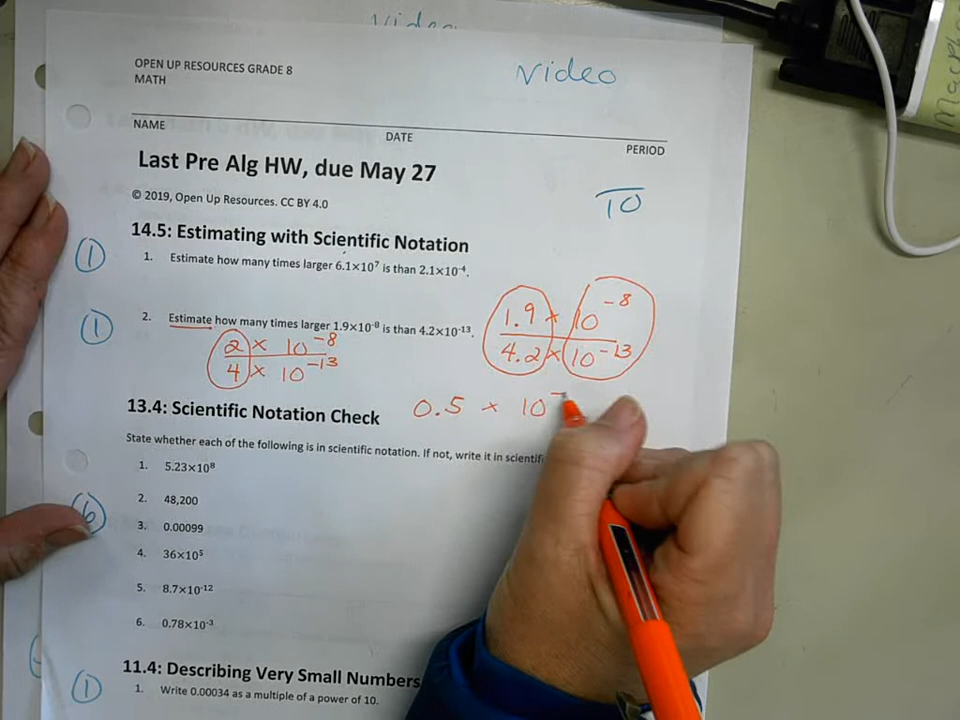 Video
OPEN UP RESOURCES GRADE 8
MATH
Video
NAME DATE PERIOD
Last Pre Alg HW, due May 27
10
© 2019, Open Up Resources. CC BY 4.0
14.5: Estimating with Scientific Notation
① 1. Estimate how many times larger 6.1×10⁷ is than 2.1×10⁻⁴.
① 2. Estimate how many times larger 1.9×10⁻⁸ is than 4.2×10⁻¹³.
1.9 × 10⁻⁸
4.2 × 10⁻¹³
2 × 10⁻⁸
4 × 10⁻¹³
0.5 × 10⁻
13.4: Scientific Notation Check
State whether each of the following is in scientific notation. If not, write it in
1. 5.23×10⁸
2. 48,200
⑥
3. 0.00099
4. 36×10⁵
5. 8.7×10⁻¹²
6. 0.78×10⁻³
11.4: Describing Very Small Numbers
① 1. Write 0.00034 as a multiple of a power of 10.